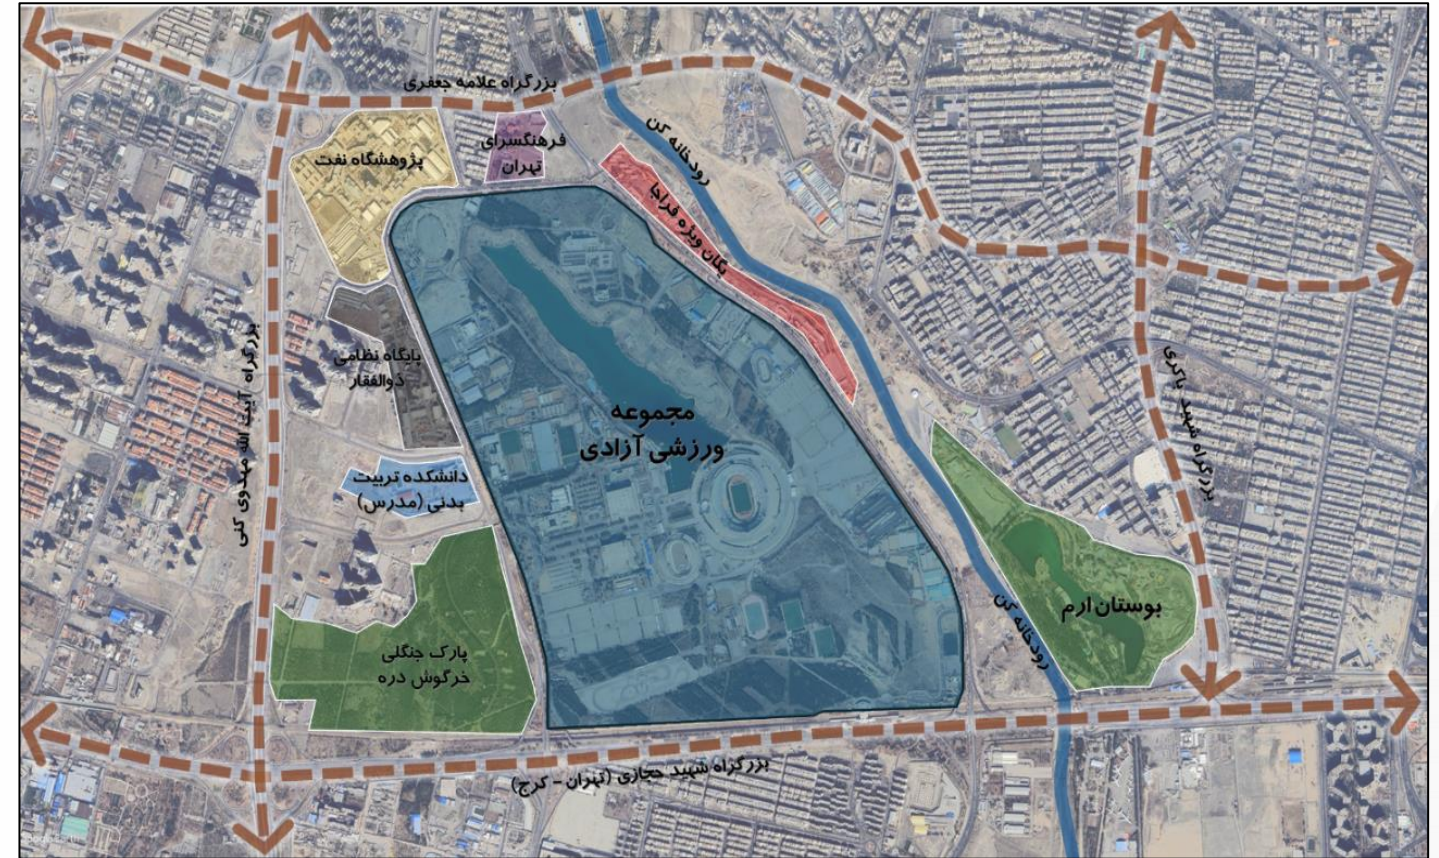 بزرگراه علامه جعفری
رودخانه کن
فرهنگسرای
تهران
پژوهشگاه نفت
یگان ویژه فراجا
پایگاه نظامی
ذوالفقار
بزرگراه آیت الله مهدوی کنی
مجموعه
ورزشی آزادی
بزرگراه شهید باکری
دانشکده تربیت
بدنی (مدرس)
بوستان ارم
رودخانه کن
پارک جنگلی
خرگوش دره
بزرگراه شهید حجازی (تهران - کرج)